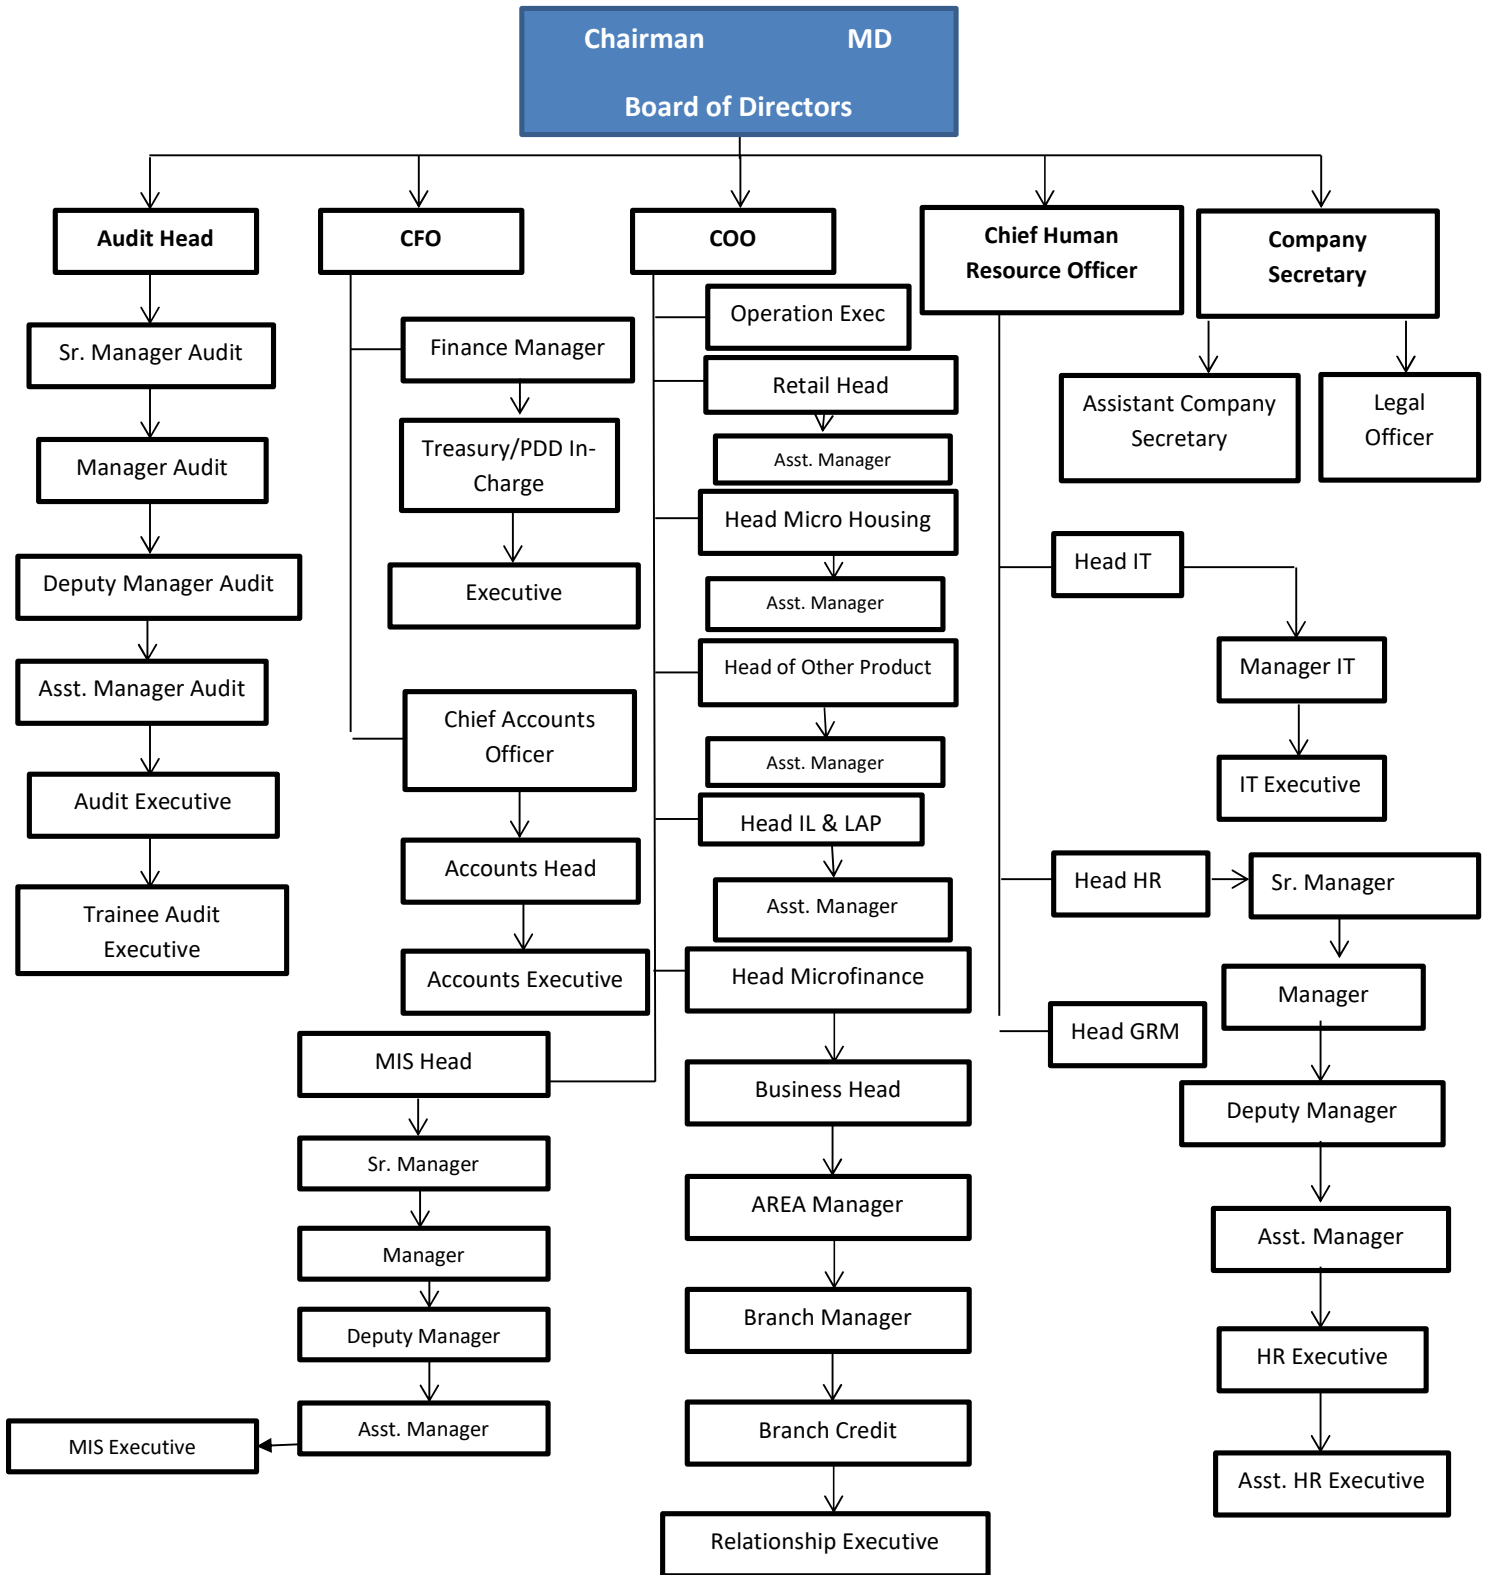 Chairman MD
Board of Directors
Audit Head
CFO
COO
Chief Human
Resource Officer
Company
Secretary
Sr. Manager Audit
Manager Audit
Deputy Manager Audit
Asst. Manager Audit
Audit Executive
Trainee Audit
Executive
Finance Manager
Treasury/PDD In-
Charge
Executive
Chief Accounts
Officer
Accounts Head
Accounts Executive
Operation Exec
Retail Head
Asst. Manager
Head Micro Housing
Asst. Manager
Head of Other Product
Asst. Manager
Head IL & LAP
Asst. Manager
Head Microfinance
Business Head
AREA Manager
Branch Manager
Branch Credit
Relationship Executive
MIS Head
Sr. Manager
Manager
Deputy Manager
Asst. Manager
MIS Executive
Head IT
Manager IT
IT Executive
Head HR
Sr. Manager
Manager
Deputy Manager
Asst. Manager
HR Executive
Asst. HR Executive
Head GRM
Assistant Company
Secretary
Legal
Officer